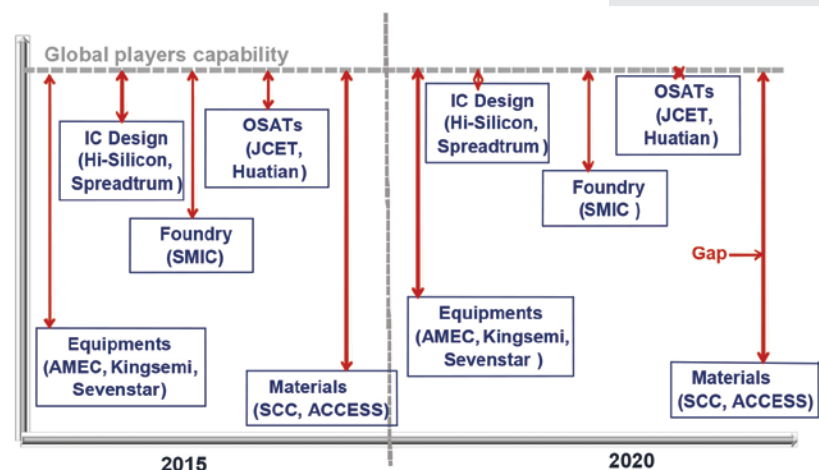 Global players capability
IC Design
(Hi-Silicon,
Spreadtrum )
OSATs
(JCET,
Huatian)
Foundry
(SMIC)
Equipments
(AMEC, Kingsemi,
Sevenstar)
Materials
(SCC, ACCESS)
2015
IC Design
(Hi-Silicon,
Spreadtrum)
OSATs
(JCET,
Huatian)
Foundry
(SMIC )
Gap
Equipments
(AMEC, Kingsemi,
Sevenstar )
Materials
(SCC, ACCESS)
2020